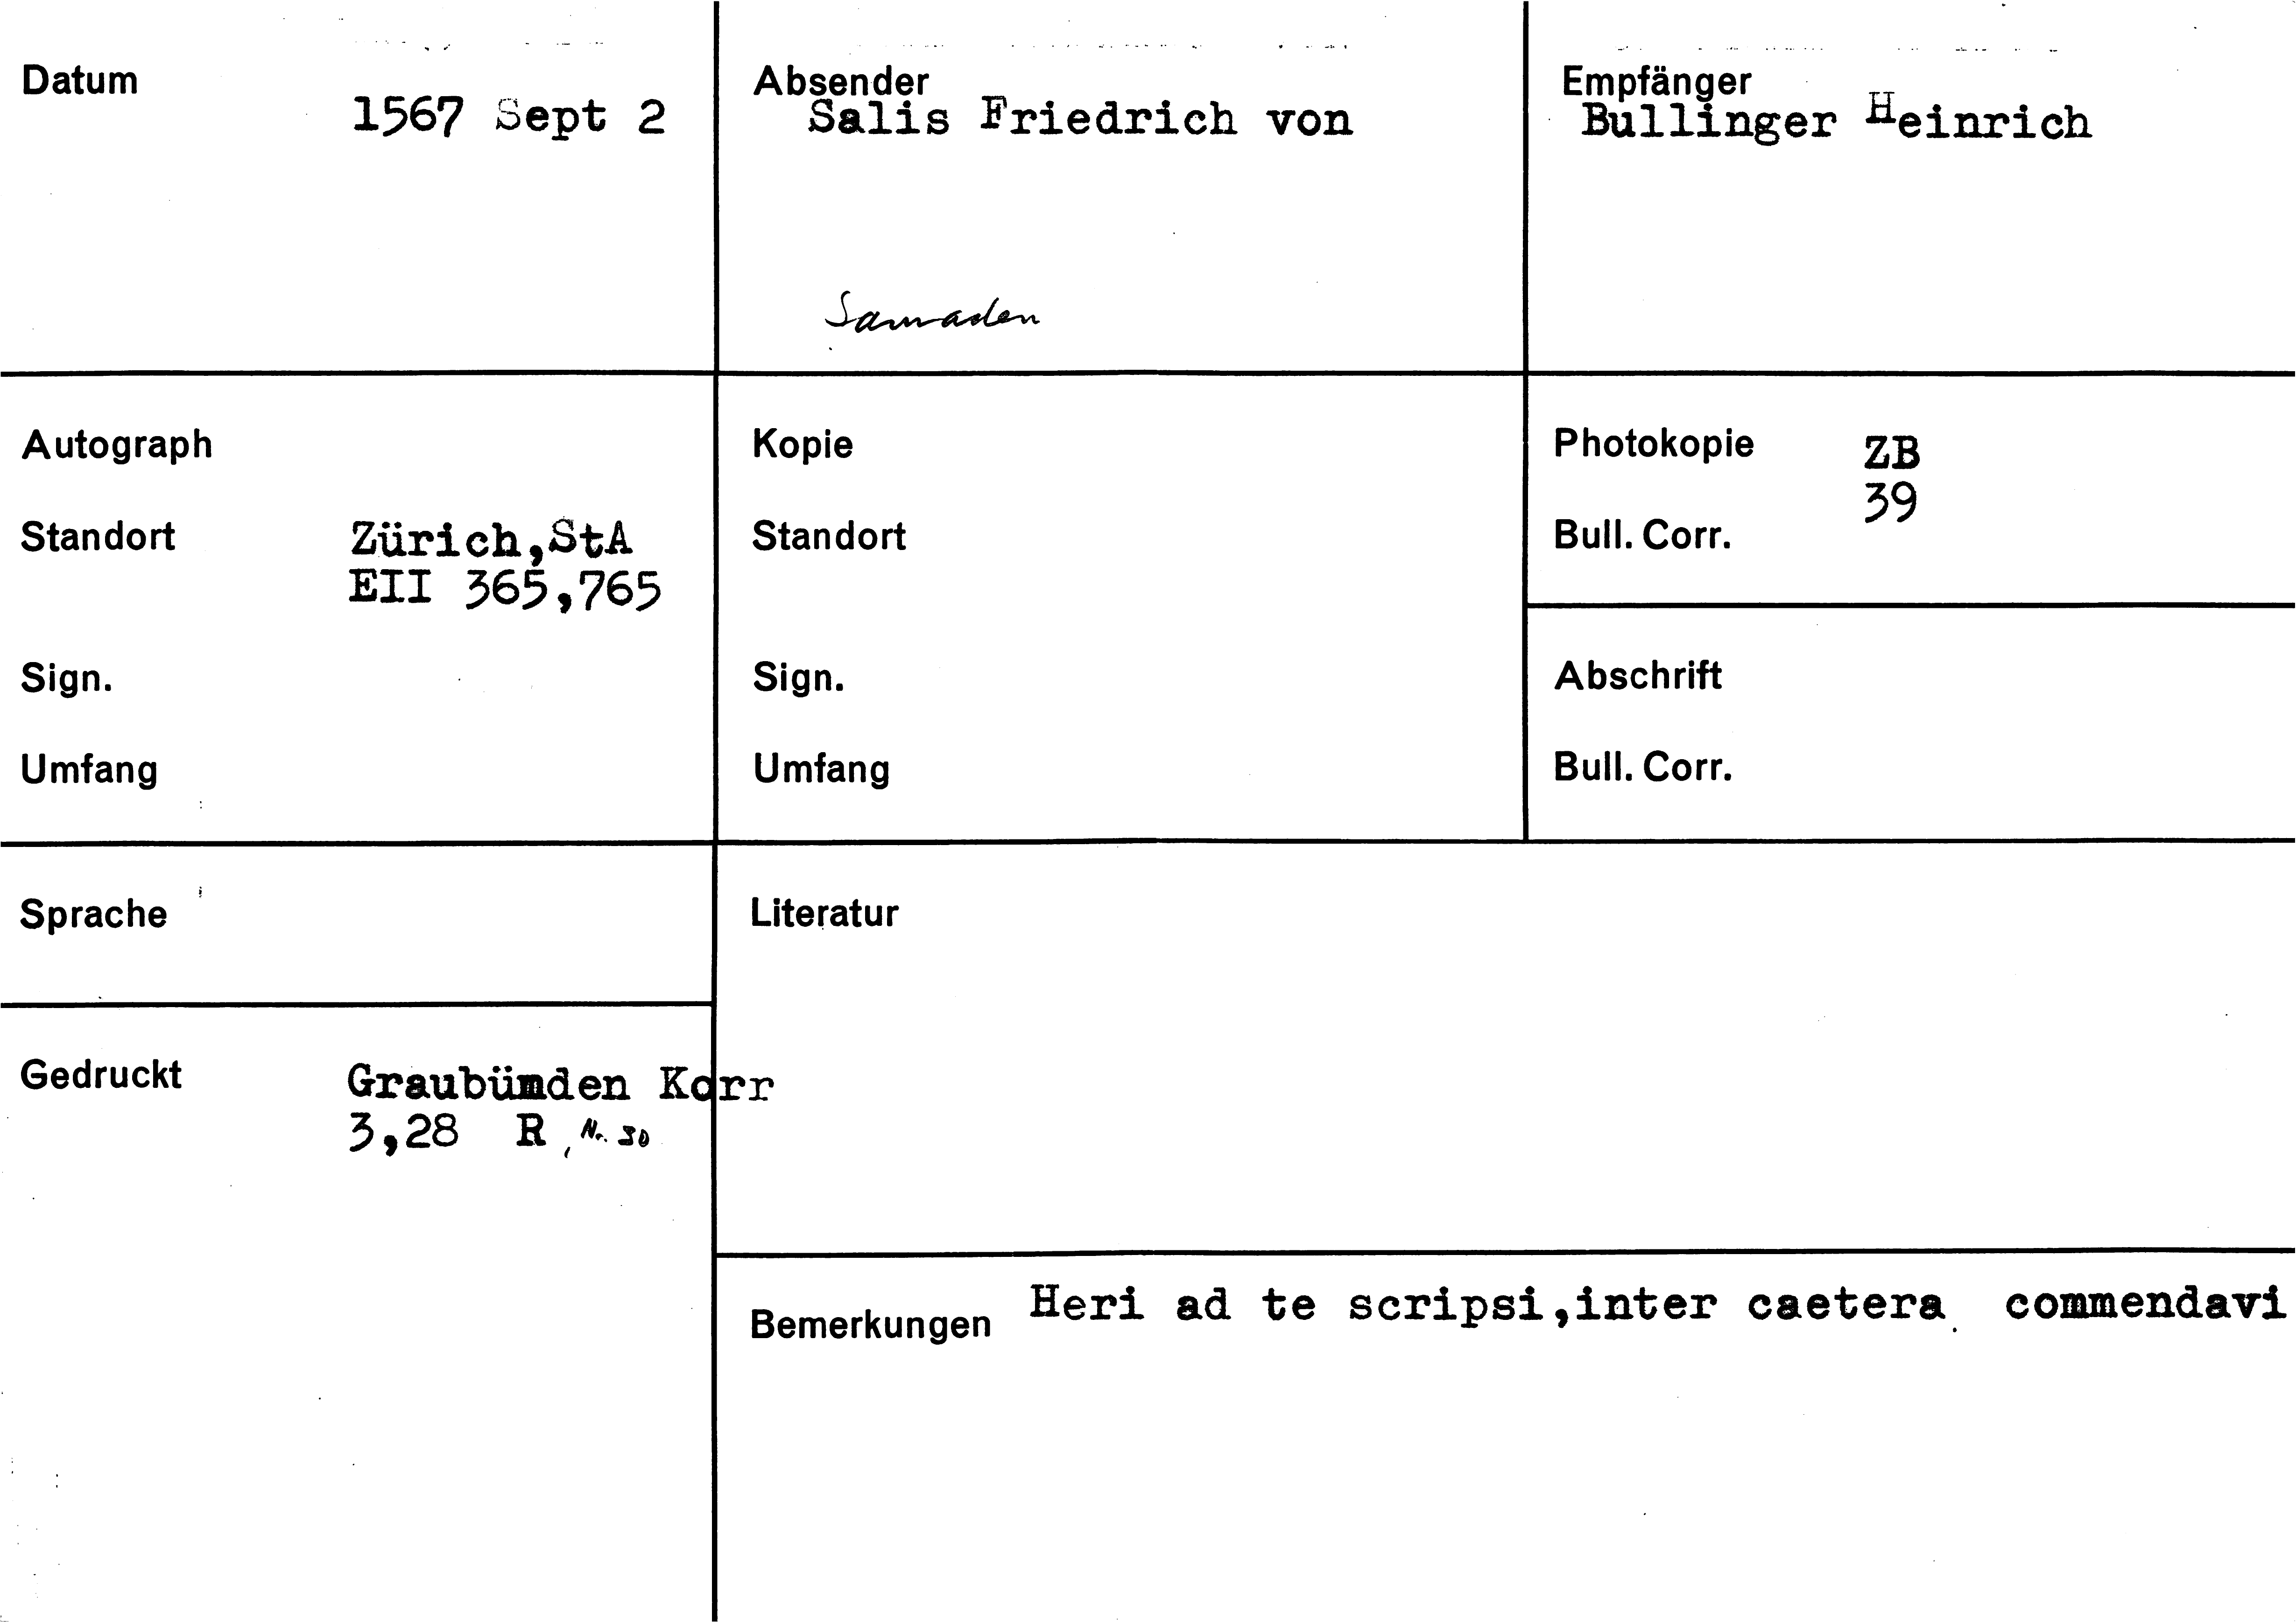 Datum
1567 Sept 2
Absender
Salis Friedrich von
Samaden
Empfänger
Bullinger Heinrich
Autograph
Standort
Zürich,StA
EII 365,765
Sign.
Umfang
Kopie
Standort
Sign.
Umfang
Photokopie ZB
39
Bull. Corr.
Abschrift
Bull. Corr.
Sprache
Literatur
Gedruckt
Graubünden Korr
3,28 R, Nr. 30
Bemerkungen Heri ad te scripsi,inter caetera commendavi